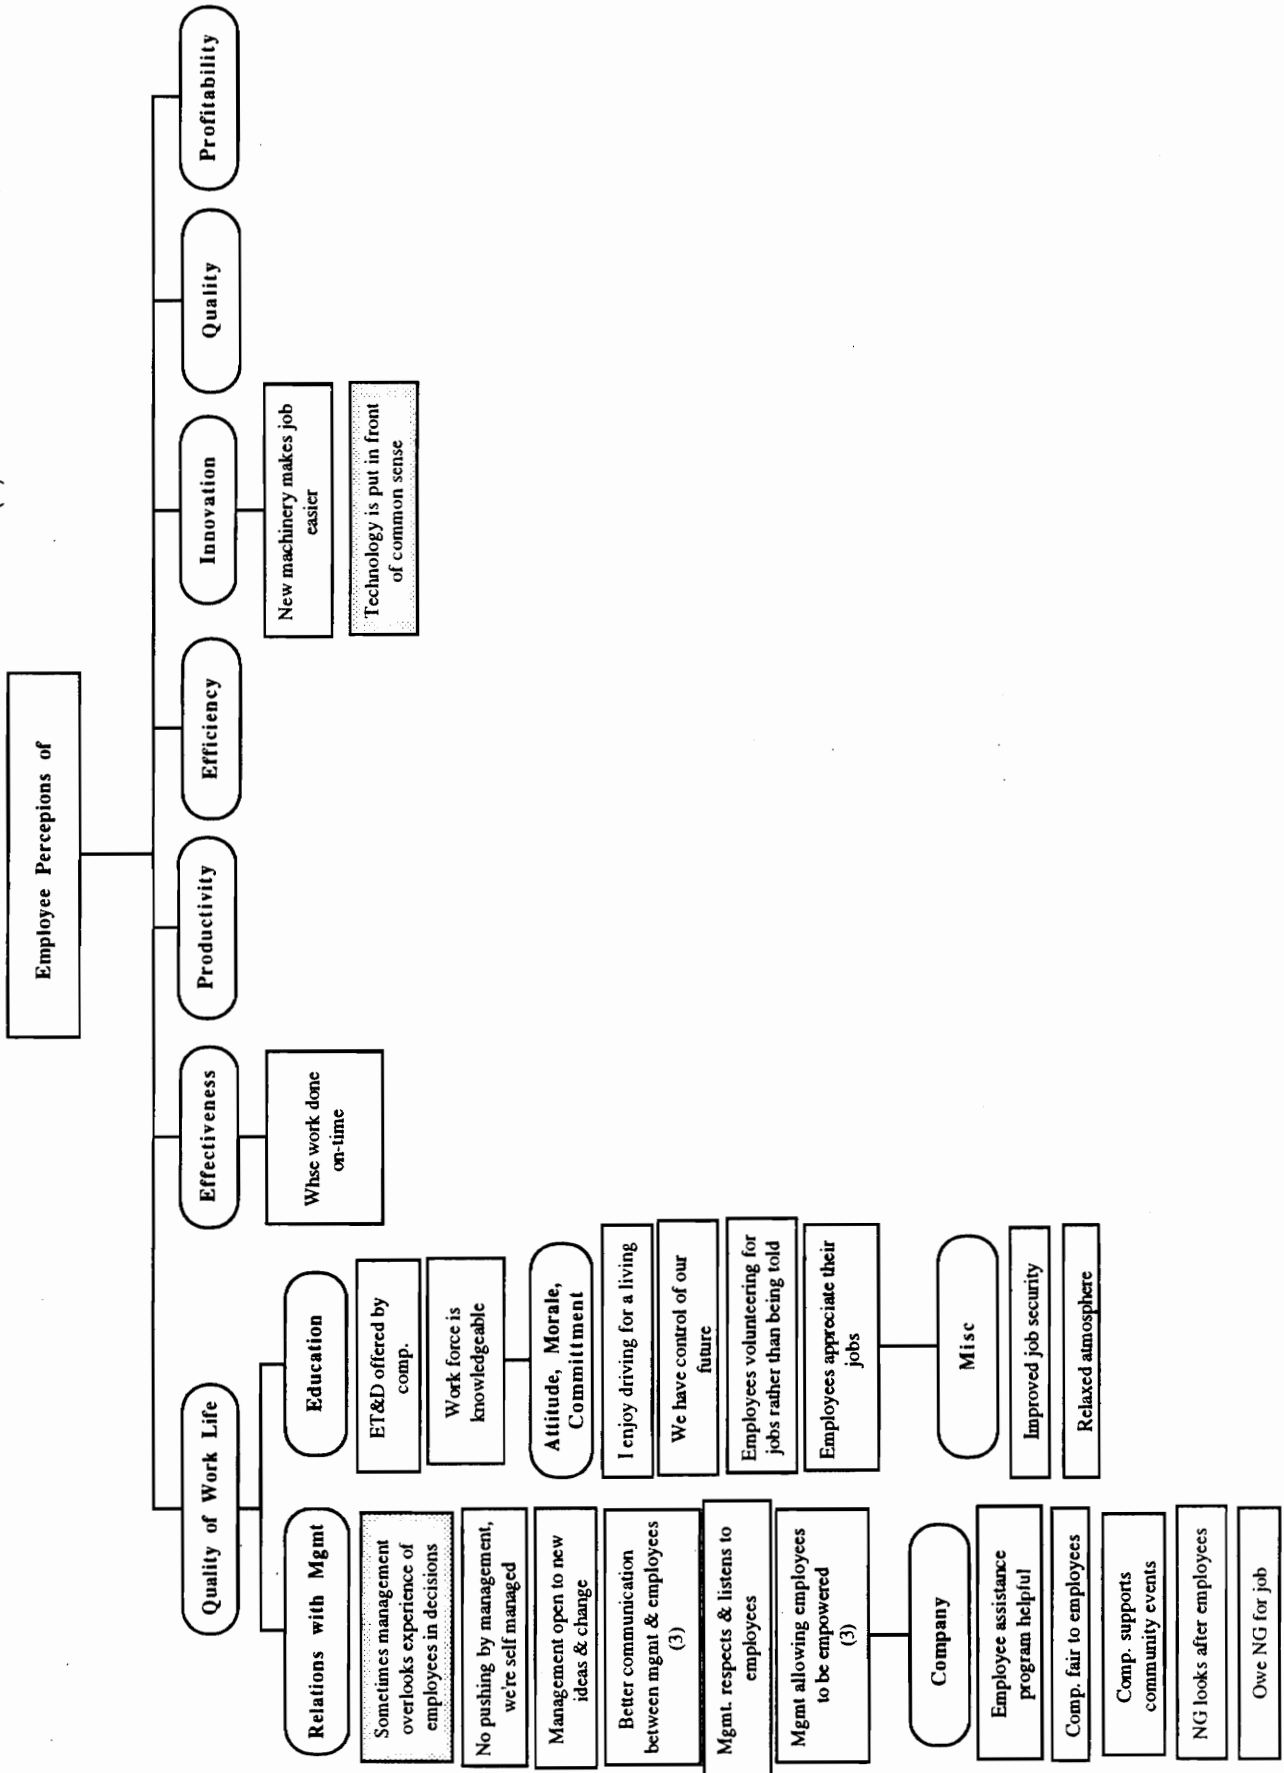 Employee Percepions of
Quality of Work Life
Effectiveness
Productivity
Efficiency
Innovation
Quality
Profitability
Relations with Mgmt
Sometimes management
overlooks experience of
employees in decisions
No pushing by management,
we're self managed
Management open to new
ideas & change
Better communication
between mgmt & employees
(3)
Mgmt. respects & listens to
employees
Mgmt allowing employees
to be empowered
(3)
Company
Employee assistance
program helpful
Comp. fair to employees
Comp. supports
community events
NG looks after employees
Owe NG for job
Education
ET&D offered by
comp.
Work force is
knowledgeable
Attitude, Morale,
Committment
I enjoy driving for a living
We have control of our
future
Employees volunteering for
jobs rather than being told
Employees appreciate their
jobs
Misc
Improved job security
Relaxed atmosphere
Whse work done
on-time
New machinery makes job
easier
Technology is put in front
of common sense